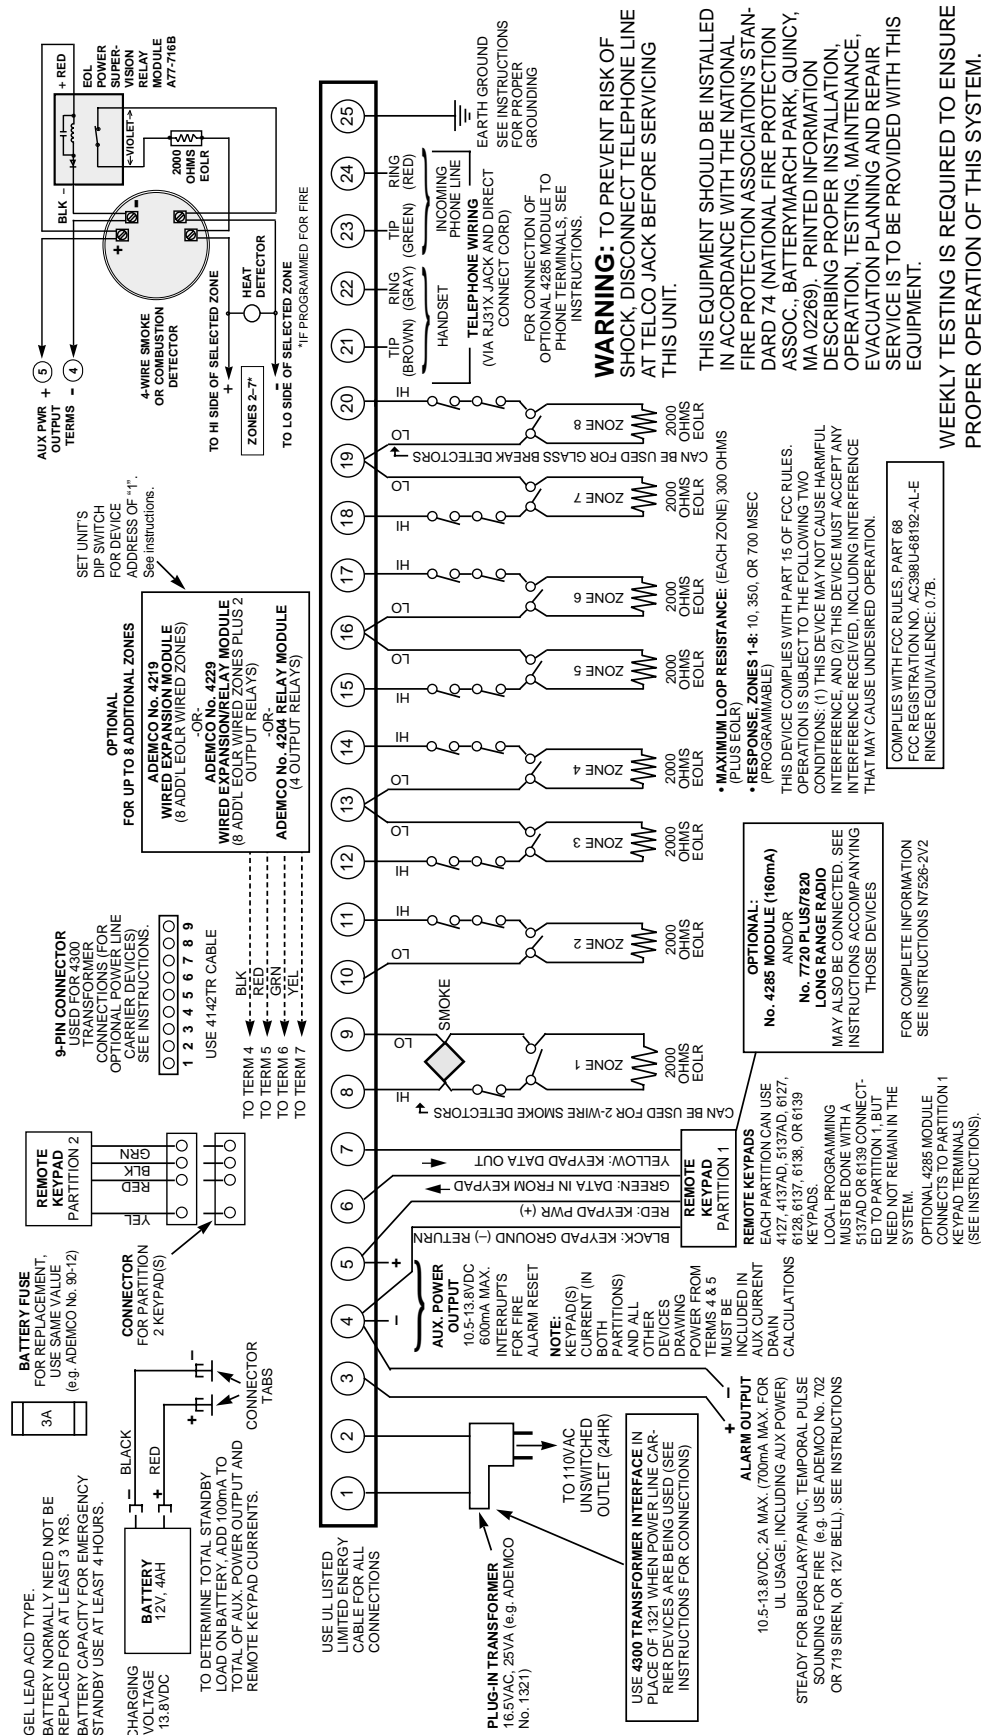 GEL LEAD ACID TYPE.
BATTERY NORMALLY NEED NOT BE
REPLACED FOR AT LEAST 3 YRS.
BATTERY CAPACITY FOR EMERGENCY
STANDBY USE AT LEAST 4 HOURS.
CHARGING
VOLTAGE
13.8VDC
BATTERY
12V, 4AH
– BLACK
+ RED
+
-
CONNECTOR
TABS
TO DETERMINE TOTAL STANDBY
LOAD ON BATTERY, ADD 100mA TO
TOTAL OF AUX. POWER OUTPUT AND
REMOTE KEYPAD CURRENTS.
3A
BATTERY FUSE
FOR REPLACEMENT,
USE SAME VALUE
(e.g. ADEMCO No. 90-12)
CONNECTOR
FOR PARTITION
2 KEYPAD(S)
REMOTE
KEYPAD
PARTITION 2
YEL
RED
BLK
GRN
9-PIN CONNECTOR
USED FOR 4300
TRANSFORMER
CONNECTIONS (FOR
OPTIONAL POWER LINE
CARRIER DEVICES)
SEE INSTRUCTIONS.
1 2 3 4 5 6 7 8 9
USE 4142TR CABLE
TO TERM 4
TO TERM 5
TO TERM 6
TO TERM 7
BLK
RED
GRN
YEL
OPTIONAL
FOR UP TO 8 ADDITIONAL ZONES
ADEMCO No. 4219
WIRED EXPANSION MODULE
(8 ADD'L EOLR WIRED ZONES)
-OR-
ADEMCO No. 4229
WIRED EXPANSION/RELAY MODULE
(8 ADD'L EOLR WIRED ZONES PLUS 2
OUTPUT RELAYS)
-OR-
ADEMCO No. 4204 RELAY MODULE
(4 OUTPUT RELAYS)
SET UNIT'S
DIP SWITCH
FOR DEVICE
ADDRESS OF “1”.
See instructions.
AUX PWR + 5
OUTPUT
TERMS - 4
4-WIRE SMOKE
OR COMBUSTION
DETECTOR
+
-
BLK –
+ RED
EOL
POWER
SUPER-
VISION
RELAY
MODULE
A77-716B
<-VIOLET->
2000
OHMS
EOLR
TO HI SIDE OF SELECTED ZONE
+
ZONES 2–7*
HEAT
DETECTOR
-
TO LO SIDE OF SELECTED ZONE
*IF PROGRAMMED FOR FIRE
USE UL LISTED
LIMITED ENERGY
CABLE FOR ALL
CONNECTIONS
1 2 3 4 5 6 7 8 9 10 11 12 13 14 15 16 17 18 19 20 21 22 23 24 25
PLUG-IN TRANSFORMER
16.5VAC, 25VA (e.g. ADEMCO
No. 1321)
TO 110VAC
UNSWITCHED
OUTLET (24HR)
USE 4300 TRANSFORMER INTERFACE IN
PLACE OF 1321 WHEN POWER LINE CAR-
RIER DEVICES ARE BEING USED (SEE
INSTRUCTIONS FOR CONNECTIONS)
+ –
ALARM OUTPUT
10.5-13.8VDC, 2A MAX. (700mA MAX. FOR
UL USAGE, INCLUDING AUX POWER)
STEADY FOR BURGLARY/PANIC, TEMPORAL PULSE
SOUNDING FOR FIRE (e.g. USE ADEMCO No. 702
OR 719 SIREN, OR 12V BELL). SEE INSTRUCTIONS
– +
AUX. POWER
OUTPUT
10.5-13.8VDC
600mA MAX.
INTERRUPTS
FOR FIRE
ALARM RESET
NOTE:
KEYPAD(S)
CURRENT (IN
BOTH
PARTITIONS)
AND ALL
OTHER
DEVICES
DRAWING
POWER FROM
TERMS 4 & 5
MUST BE
INCLUDED IN
AUX CURRENT
DRAIN
CALCULATIONS
BLACK: KEYPAD GROUND (–) RETURN
RED: KEYPAD PWR (+)
GREEN: DATA IN FROM KEYPAD
YELLOW: KEYPAD DATA OUT
REMOTE
KEYPAD
PARTITION 1
REMOTE KEYPADS
EACH PARTITION CAN USE
4127, 4137AD, 5137AD, 6127,
6128, 6137, 6138, OR 6139
KEYPADS.
LOCAL PROGRAMMING
MUST BE DONE WITH A
5137AD OR 6139 CONNECT-
ED TO PARTITION 1, BUT
NEED NOT REMAIN IN THE
SYSTEM.
OPTIONAL 4285 MODULE
CONNECTS TO PARTITION 1
KEYPAD TERMINALS
(SEE INSTRUCTIONS).
CAN BE USED FOR 2-WIRE SMOKE DETECTORS
HI
LO
SMOKE
ZONE 1
2000
OHMS
EOLR
LO
HI
ZONE 2
2000
OHMS
EOLR
HI
LO
ZONE 3
2000
OHMS
EOLR
HI
ZONE 4
2000
OHMS
EOLR
HI
LO
ZONE 5
2000
OHMS
EOLR
LO
HI
ZONE 6
2000
OHMS
EOLR
HI
LO
ZONE 7
2000
OHMS
EOLR
CAN BE USED FOR GLASS BREAK DETECTORS
LO
HI
ZONE 8
2000
OHMS
EOLR
OPTIONAL:
No. 4285 MODULE (160mA)
AND/OR
No. 7720 PLUS/7820
LONG RANGE RADIO
MAY ALSO BE CONNECTED. SEE
INSTRUCTIONS ACCOMPANYING
THOSE DEVICES
FOR COMPLETE INFORMATION
SEE INSTRUCTIONS N7526-2V2
• MAXIMUM LOOP RESISTANCE: (EACH ZONE) 300 OHMS
(PLUS EOLR)
• RESPONSE, ZONES 1-8: 10, 350, OR 700 MSEC
(PROGRAMMABLE)
THIS DEVICE COMPLIES WITH PART 15 OF FCC RULES.
OPERATION IS SUBJECT TO THE FOLLOWING TWO
CONDITIONS: (1) THIS DEVICE MAY NOT CAUSE HARMFUL
INTERFERENCE, AND (2) THIS DEVICE MUST ACCEPT ANY
INTERFERENCE RECEIVED, INCLUDING INTERFERENCE
THAT MAY CAUSE UNDESIRED OPERATION.
COMPLIES WITH FCC RULES, PART 68
FCC REGISTRATION NO. AC398U-68192-AL-E
RINGER EQUIVALENCE: 0.7B.
TIP RING TIP RING
(BROWN) (GRAY) (GREEN) (RED)
HANDSET
INCOMING
PHONE LINE
TELEPHONE WIRING
(VIA RJ31X JACK AND DIRECT
CONNECT CORD)
FOR CONNECTION OF
OPTIONAL 4285 MODULE TO
PHONE TERMINALS, SEE
INSTRUCTIONS.
EARTH GROUND
SEE INSTRUCTIONS
FOR PROPER
GROUNDING
WARNING: TO PREVENT RISK OF
SHOCK, DISCONNECT TELEPHONE LINE
AT TELCO JACK BEFORE SERVICING
THIS UNIT.
THIS EQUIPMENT SHOULD BE INSTALLED
IN ACCORDANCE WITH THE NATIONAL
FIRE PROTECTION ASSOCIATION'S STAN-
DARD 74 (NATIONAL FIRE PROTECTION
ASSOC., BATTERYMARCH PARK, QUINCY,
MA 02269). PRINTED INFORMATION
DESCRIBING PROPER INSTALLATION,
OPERATION, TESTING, MAINTENANCE,
EVACUATION PLANNING AND REPAIR
SERVICE IS TO BE PROVIDED WITH THIS
EQUIPMENT.
WEEKLY TESTING IS REQUIRED TO ENSURE
PROPER OPERATION OF THIS SYSTEM.